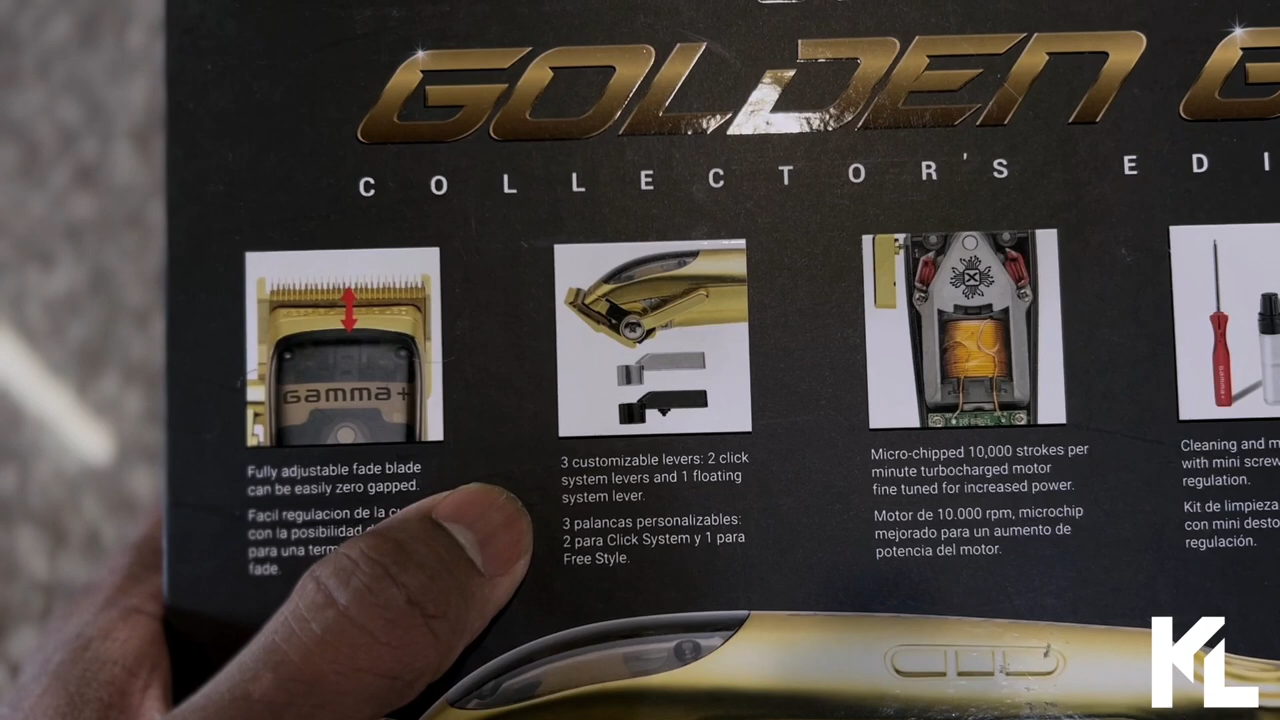 GOLDEN G
COLLECTOR'S EDI
GAMMA+
Fully adjustable fade blade
can be easily zero gapped.
Facil regulacion de la
con la posibilidad
para una
fade.
3 customizable levers: 2 click
system levers and 1 floating
system lever.
3 palancas personalizables:
2 para Click System y 1 para
Free Style.
Micro-chipped 10,000 strokes per
minute turbocharged motor
fine tuned for increased power.
Motor de 10.000 rpm, microchip
mejorado para un aumento de
potencia del motor.
Cleaning and m
with mini screw
regulation.
Kit de limpieza
con mini desto
regulación.
KL